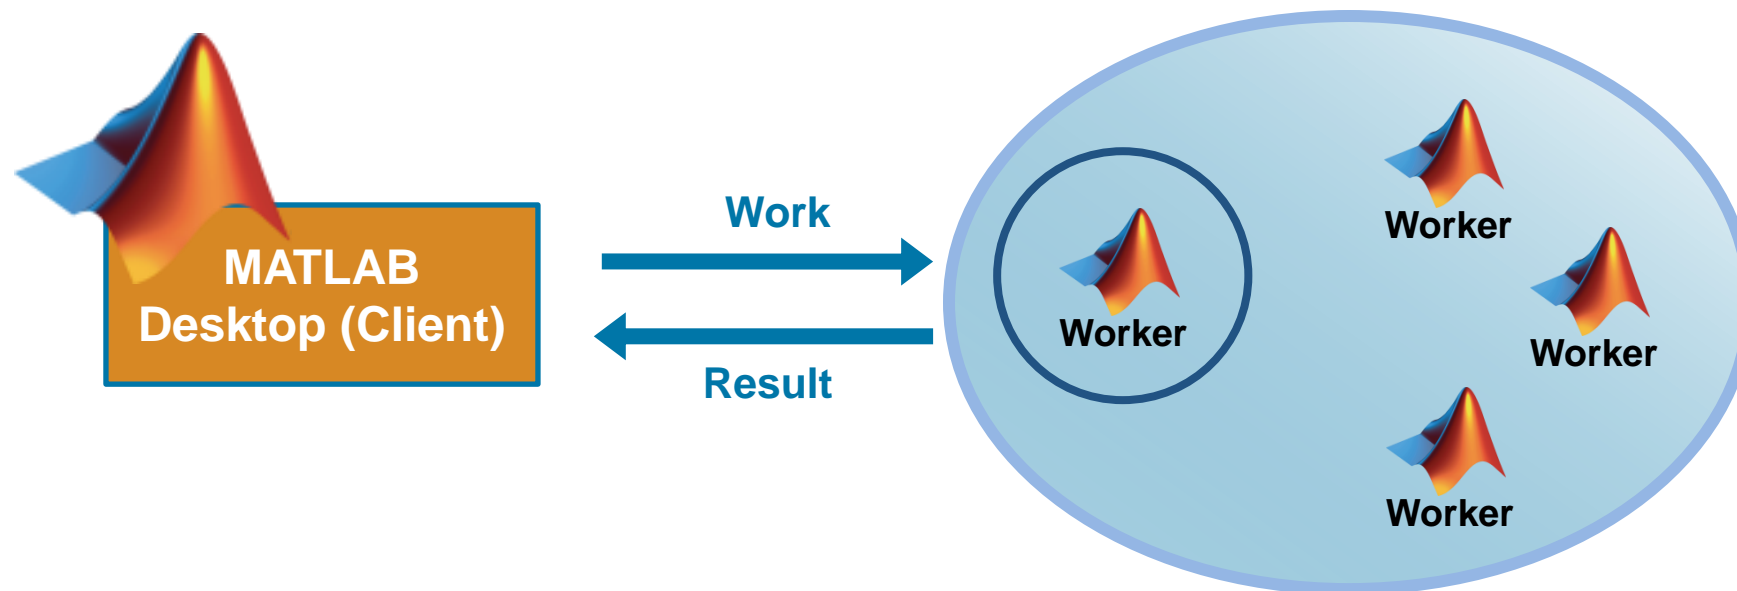 MATLAB
Desktop (Client)
Work
Result
Worker
Worker
Worker
Worker